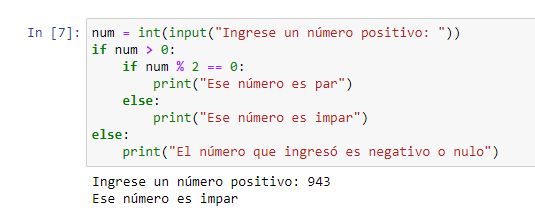 In [7]: num = int(input("Ingrese un número positivo: "))
if num > 0:
    if num % 2 == 0:
        print("Ese número es par")
    else:
        print("Ese número es impar")
else:
    print("El número que ingresó es negativo o nulo")
Ingrese un número positivo: 943
Ese número es impar